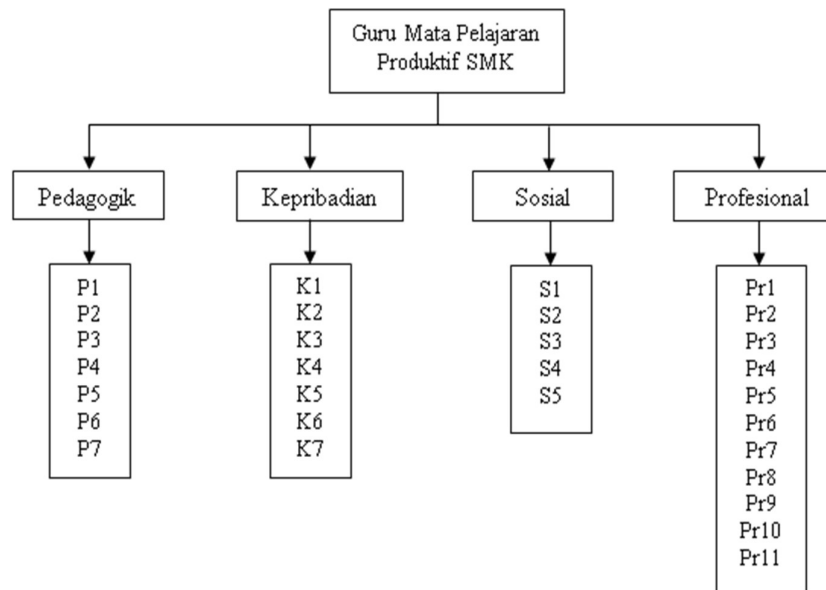 Guru Mata Pelajaran
Produktif SMK
Pedagogik
Kepribadian
Sosial
Profesional
P1
P2
P3
P4
P5
P6
P7
K1
K2
K3
K4
K5
K6
K7
S1
S2
S3
S4
S5
Pr1
Pr2
Pr3
Pr4
Pr5
Pr6
Pr7
Pr8
Pr9
Pr10
Pr11